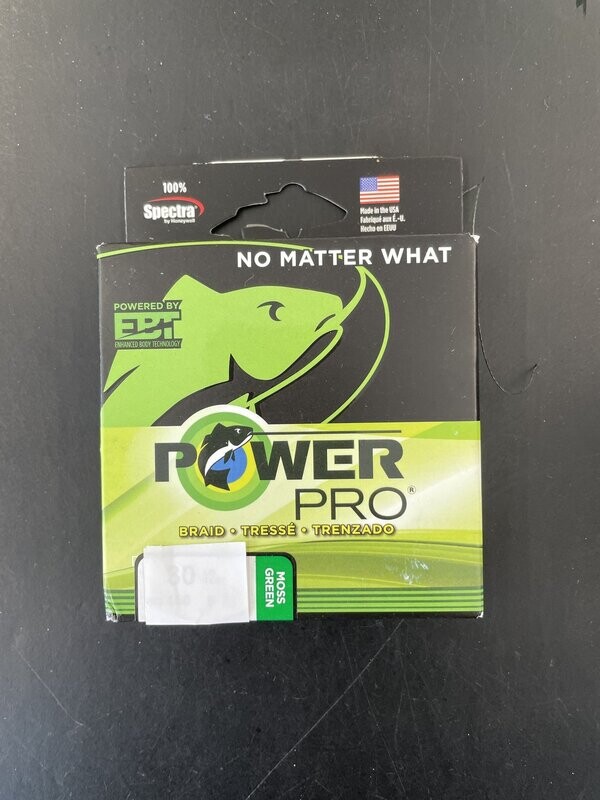 100%
Spectra
by Honeywell
Made in the USA
Fabriqué aux É.-U.
Hecho en EEUU
NO MATTER WHAT
POWERED BY
EBT
ENHANCED BODY TECHNOLOGY
POWER
PRO®
BRAID • TRESSÉ • TRENZADO
MOSS
GREEN